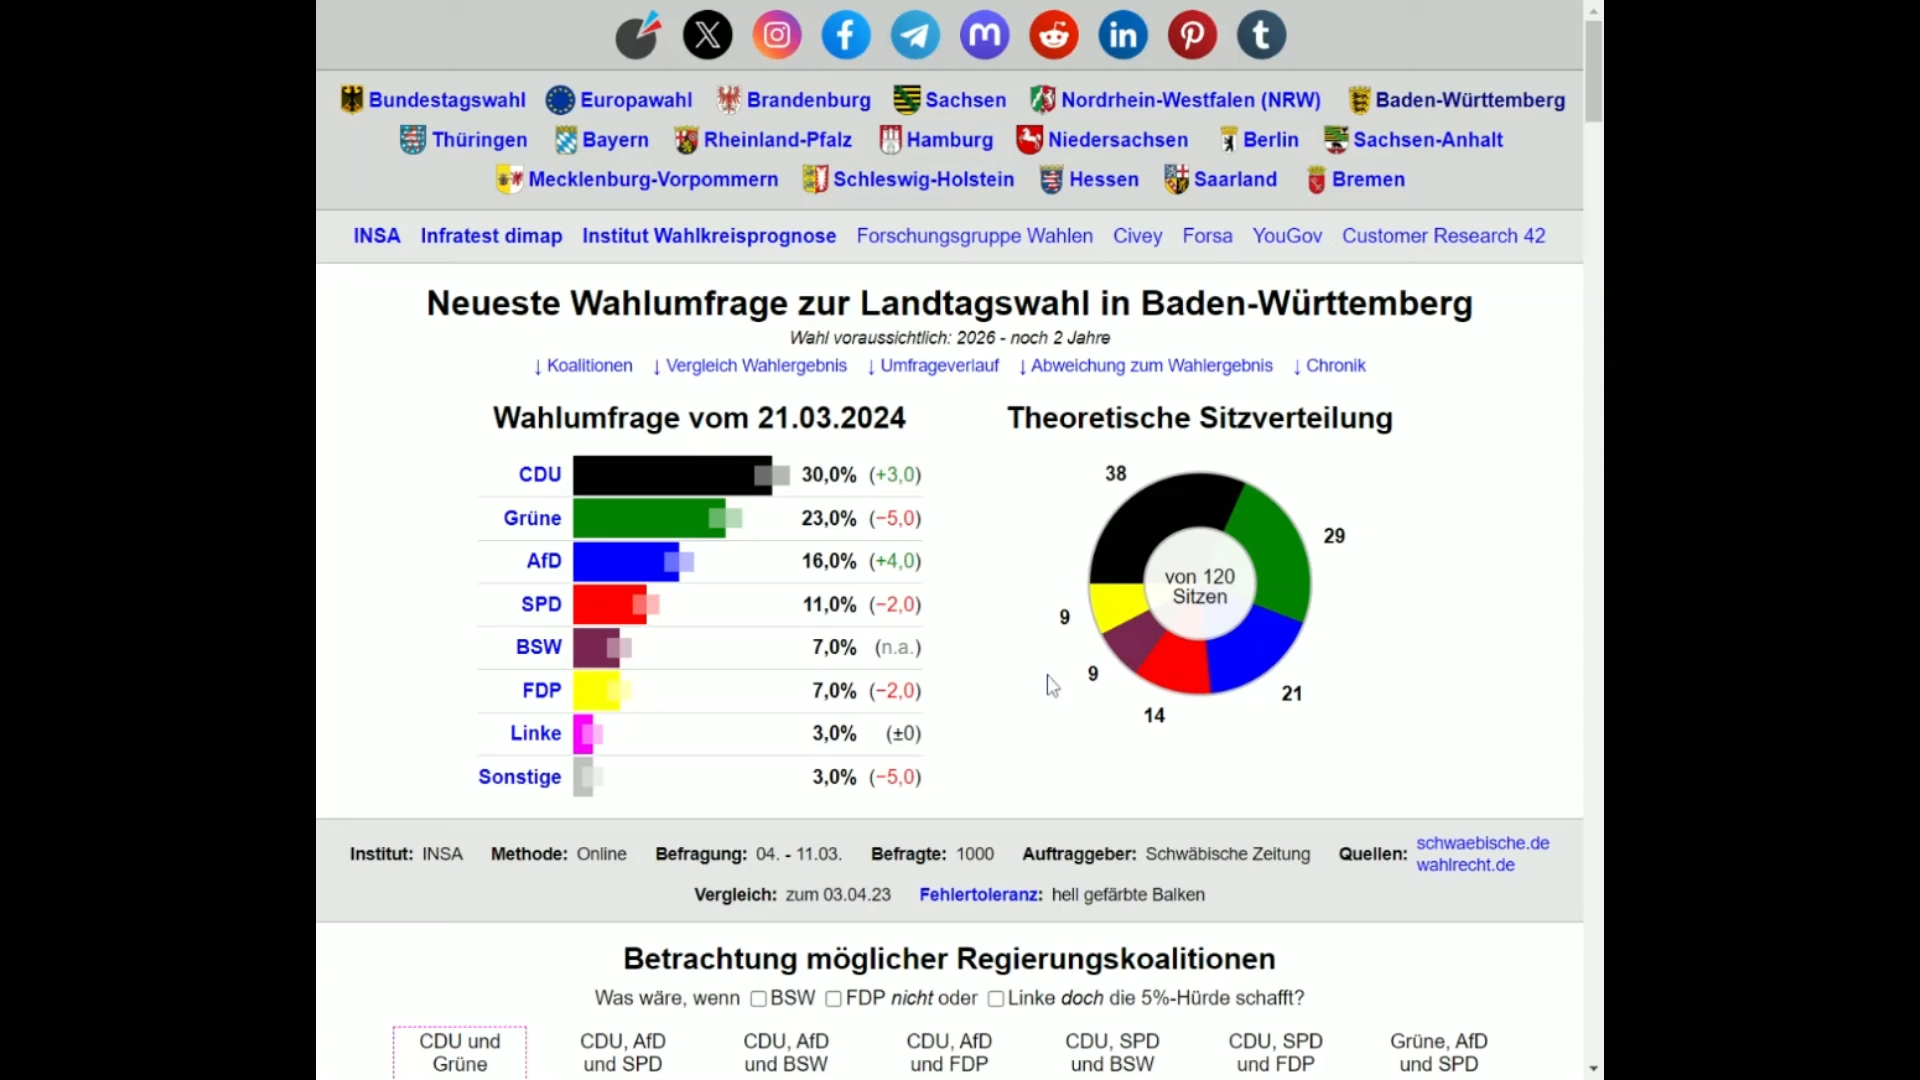 Bundestagswahl Europawahl Brandenburg Sachsen Nordrhein-Westfalen (NRW) Baden-Württemberg
Thüringen Bayern Rheinland-Pfalz Hamburg Niedersachsen Berlin Sachsen-Anhalt
Mecklenburg-Vorpommern Schleswig-Holstein Hessen Saarland Bremen
INSA Infratest dimap Institut Wahlkreisprognose Forschungsgruppe Wahlen Civey Forsa YouGov Customer Research 42
Neueste Wahlumfrage zur Landtagswahl in Baden-Württemberg
Wahl voraussichtlich: 2026 - noch 2 Jahre
↓ Koalitionen ↓ Vergleich Wahlergebnis ↓ Umfrageverlauf ↓ Abweichung zum Wahlergebnis ↓ Chronik
Wahlumfrage vom 21.03.2024
CDU 30,0% (+3,0)
Grüne 23,0% (−5,0)
AfD 16,0% (+4,0)
SPD 11,0% (−2,0)
BSW 7,0% (n.a.)
FDP 7,0% (−2,0)
Linke 3,0% (±0)
Sonstige 3,0% (−5,0)
Theoretische Sitzverteilung
38
29
von 120
Sitzen
9
9
21
14
Institut: INSA Methode: Online Befragung: 04. - 11.03. Befragte: 1000 Auftraggeber: Schwäbische Zeitung Quellen: schwaebische.de
wahlrecht.de
Vergleich: zum 03.04.23 Fehlertoleranz: hell gefärbte Balken
Betrachtung möglicher Regierungskoalitionen
Was wäre, wenn BSW FDP nicht oder Linke doch die 5%-Hürde schafft?
CDU und CDU, AfD CDU, AfD CDU, AfD CDU, SPD CDU, SPD Grüne, AfD
Grüne und SPD und BSW und FDP und BSW und FDP und SPD